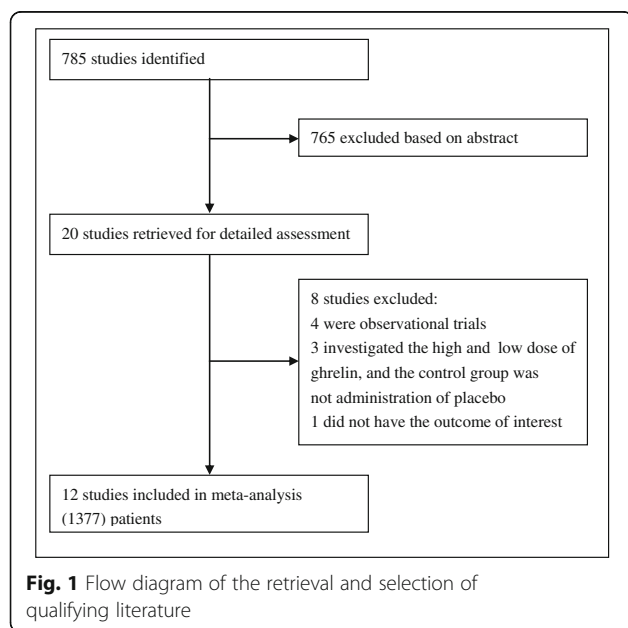 785 studies identified
765 excluded based on abstract
20 studies retrieved for detailed assessment
8 studies excluded:
4 were observational trials
3 investigated the high and low dose of
ghrelin, and the control group was
not administration of placebo
1 did not have the outcome of interest
12 studies included in meta-analysis
(1377) patients
Fig. 1 Flow diagram of the retrieval and selection of
qualifying literature